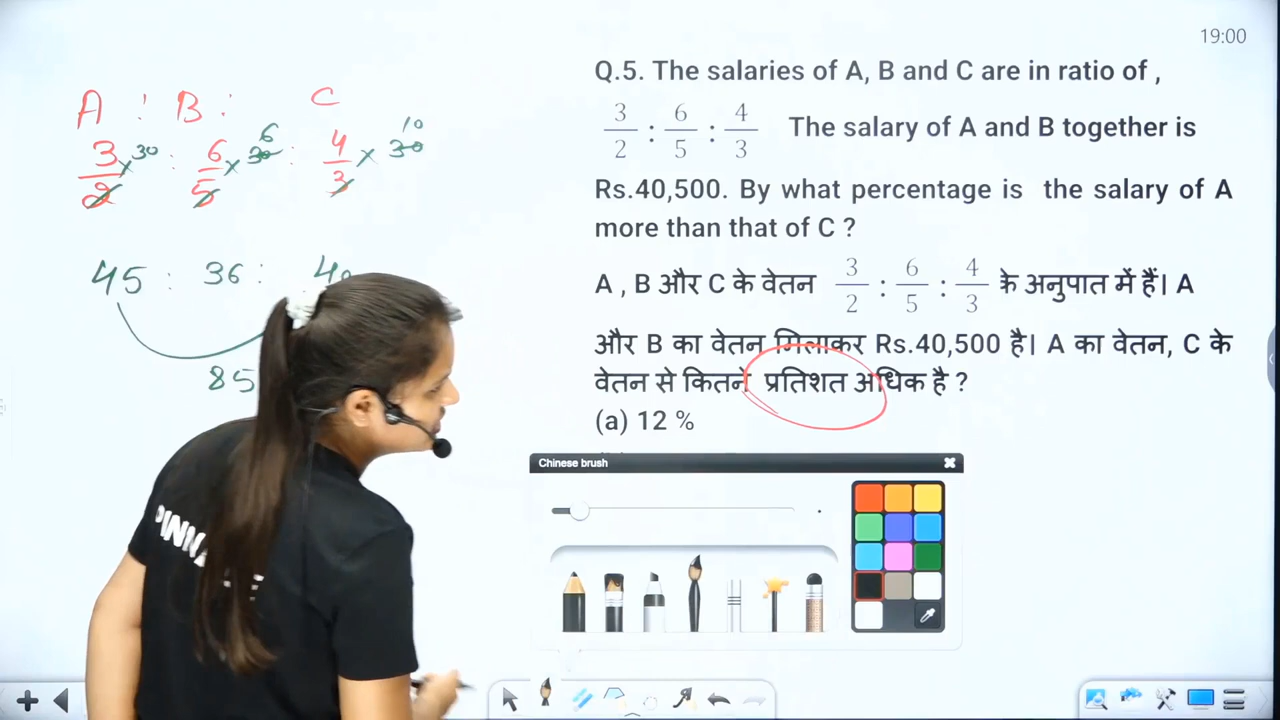 19:00
A : B : C
3/2 × 30 : 6/5 × 30 6 : 4/3 × 30 10
45 : 36 : 40
85
Q.5. The salaries of A, B and C are in ratio of ,
3/2 : 6/5 : 4/3 The salary of A and B together is
Rs.40,500. By what percentage is the salary of A
more than that of C ?
A , B और C के वेतन 3/2 : 6/5 : 4/3 के अनुपात में हैं। A
और B का वेतन मिलाकर Rs.40,500 है। A का वेतन, C के
वेतन से कितने प्रतिशत अधिक है ?
(a) 12 %
Chinese brush